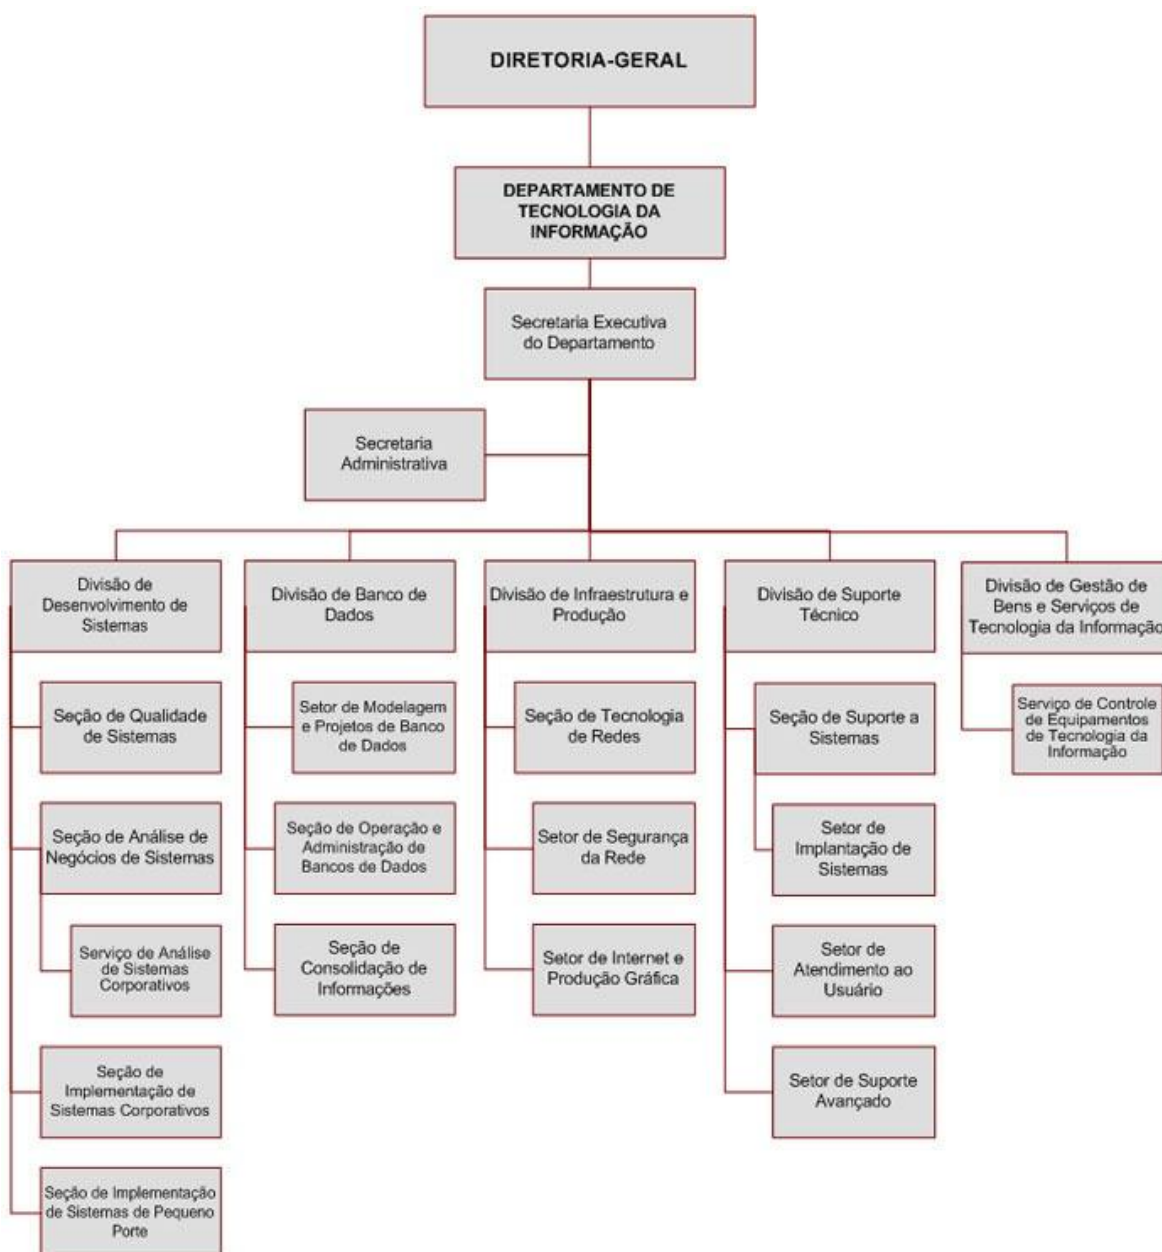 DIRETORIA-GERAL
DEPARTAMENTO DE
TECNOLOGIA DA
INFORMAÇÃO
Secretaria Executiva
do Departamento
Secretaria
Administrativa
Divisão de
Desenvolvimento de
Sistemas
Seção de Qualidade
de Sistemas
Seção de Análise de
Negócios de Sistemas
Serviço de Análise
de Sistemas
Corporativos
Seção de
Implementação de
Sistemas Corporativos
Seção de Implementação
de Sistemas de Pequeno
Porte
Divisão de Banco de
Dados
Setor de Modelagem
e Projetos de Banco
de Dados
Seção de Operação e
Administração de
Bancos de Dados
Seção de
Consolidação de
Informações
Divisão de Infraestrutura e
Produção
Seção de Tecnologia
de Redes
Setor de Segurança
da Rede
Setor de Internet e
Produção Gráfica
Divisão de Suporte
Técnico
Seção de Suporte a
Sistemas
Setor de
Implantação de
Sistemas
Setor de
Atendimento ao
Usuário
Setor de Suporte
Avançado
Divisão de Gestão de
Bens e Serviços de
Tecnologia da Informação
Serviço de Controle
de Equipamentos
de Tecnologia da
Informação